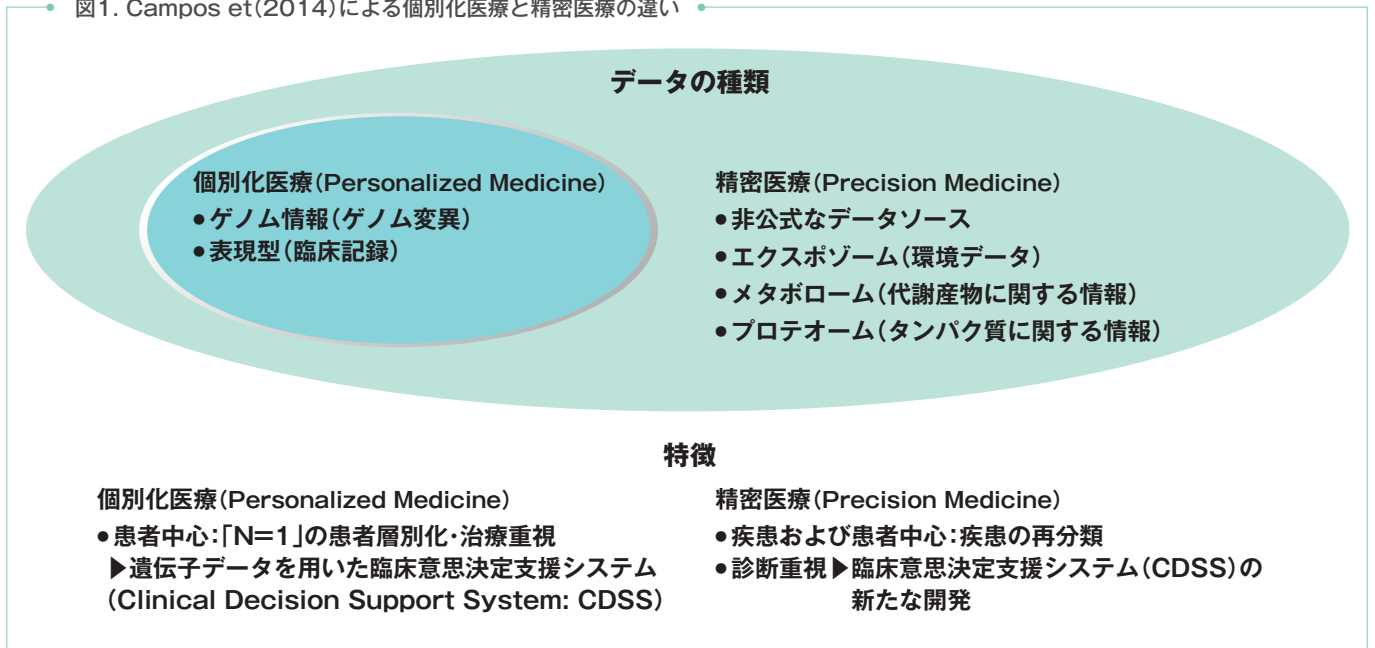 図1. Campos et(2014)による個別化医療と精密医療の違い
データの種類
個別化医療(Personalized Medicine)
●ゲノム情報(ゲノム変異)
●表現型(臨床記録)
精密医療(Precision Medicine)
●非公式なデータソース
●エクスポゾーム(環境データ)
●メタボローム(代謝産物に関する情報)
●プロテオーム(タンパク質に関する情報)
特徴
個別化医療(Personalized Medicine)
●患者中心:「N=1」の患者層別化・治療重視
▶遺伝子データを用いた臨床意思決定支援システム
(Clinical Decision Support System: CDSS)
精密医療(Precision Medicine)
●疾患および患者中心:疾患の再分類
●診断重視▶臨床意思決定支援システム(CDSS)の
新たな開発